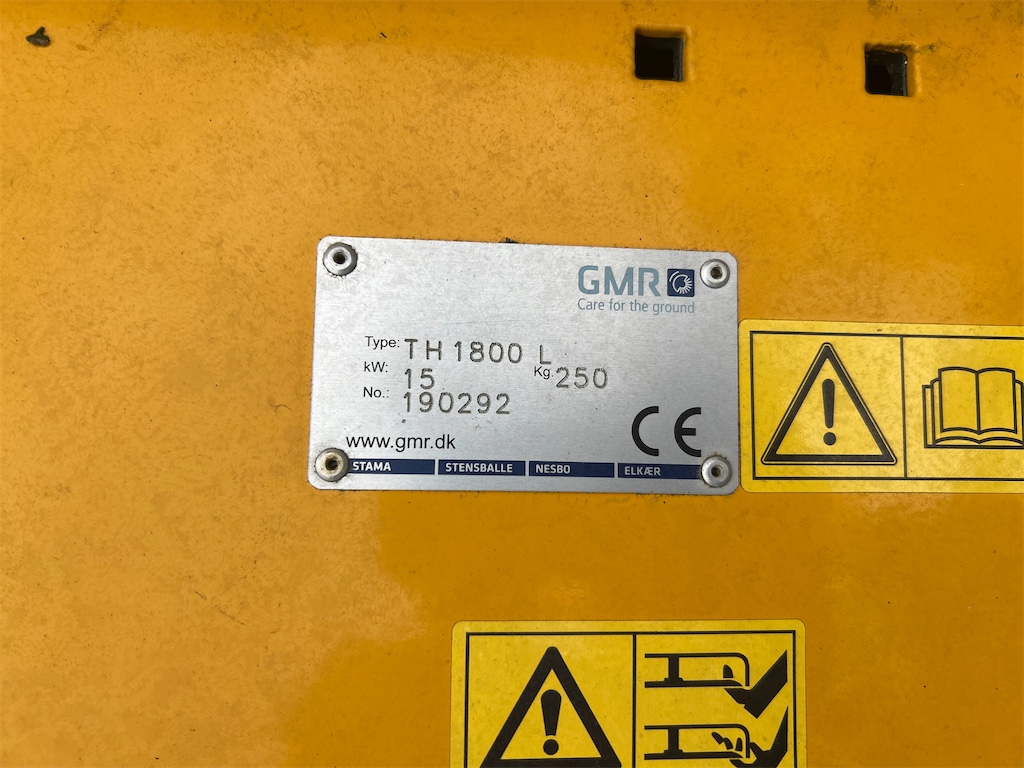 GMR
Care for the ground
Type: TH 1800 L
kW: 15 Kg. 250
No.: 190292
www.gmr.dk
CE
STAMA STENSBALLE NESBO ELKÆR